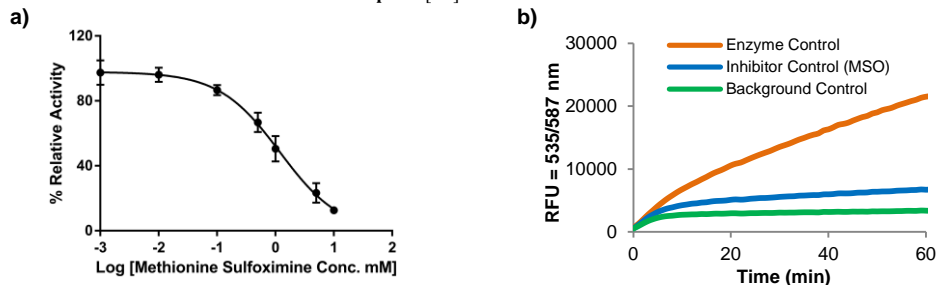 a)
120
80
40
0
% Relative Activity
-3
-2
-1
0
1
2
Log [Methionine Sulfoximine Conc. mM]
b)
30000
20000
10000
0
RFU = 535/587 nm
Enzyme Control
Inhibitor Control (MSO)
Background Control
0
20
40
60
Time (min)